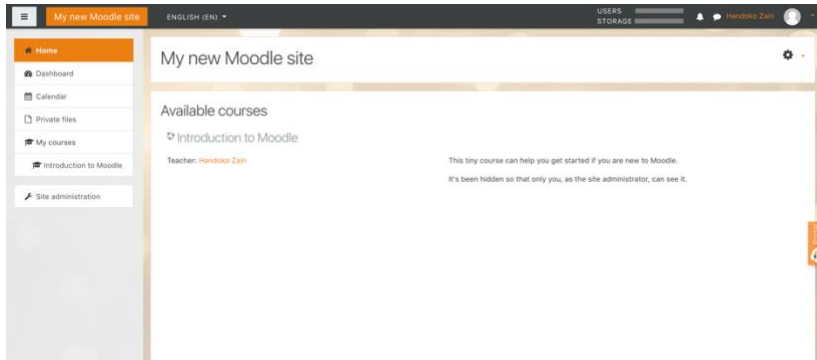 My new Moodle site
ENGLISH (EN)
USERS
STORAGE
Handoko Zain
Home
Dashboard
Calendar
Private files
My courses
Introduction to Moodle
Site administration
My new Moodle site
Available courses
Introduction to Moodle
Teacher: Handoko Zain
This tiny course can help you get started if you are new to Moodle.
It's been hidden so that only you, as the site administrator, can see it.